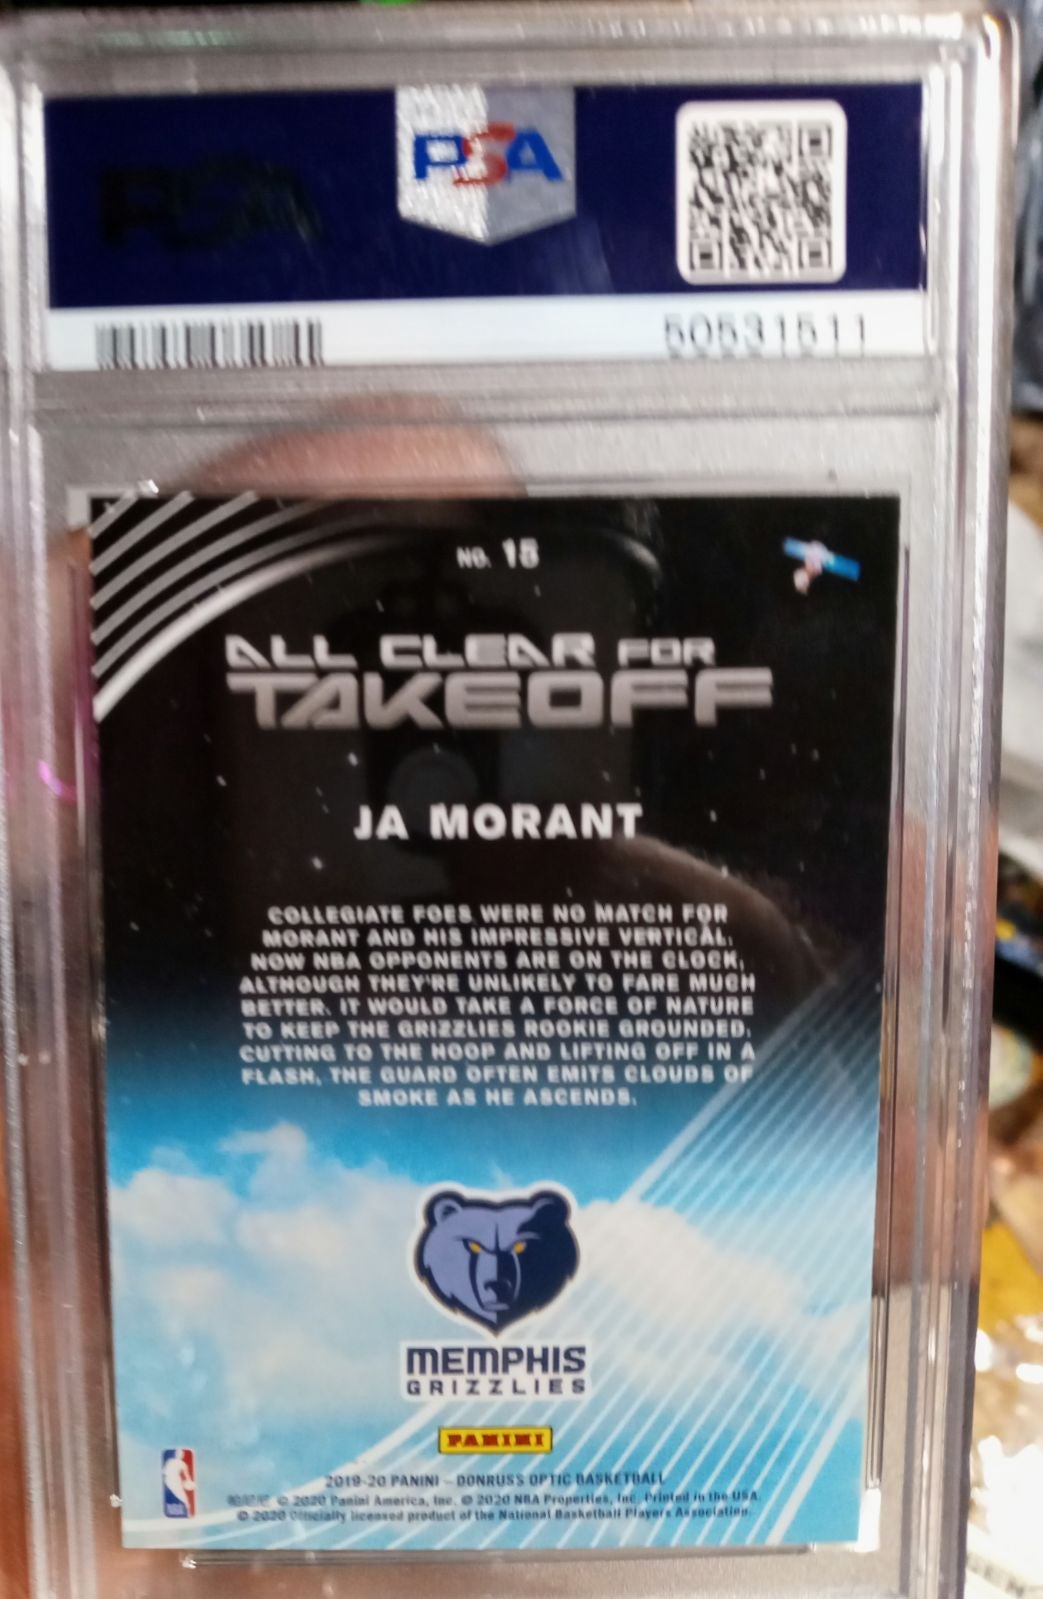 PSA
50531511
NO. 15
ALL CLEAR FOR
TAKEOFF
JA MORANT
COLLEGIATE FOES WERE NO MATCH FOR
MORANT AND HIS IMPRESSIVE VERTICAL.
NOW NBA OPPONENTS ARE ON THE CLOCK,
ALTHOUGH THEY'RE UNLIKELY TO FARE MUCH
BETTER. IT WOULD TAKE A FORCE OF NATURE
TO KEEP THE GRIZZLIES ROOKIE GROUNDED.
CUTTING TO THE HOOP AND LIFTING OFF IN A
FLASH, THE GUARD OFTEN EMITS CLOUDS OF
SMOKE AS HE ASCENDS.
MEMPHIS
GRIZZLIES
PANINI
2019-20 PANINI – DONRUSS OPTIC BASKETBALL
© 2020 Panini America, Inc. © 2020 NBA Properties, Inc. Printed in the USA.
© 2020 Officially licensed product of the National Basketball Players Association.
NBA